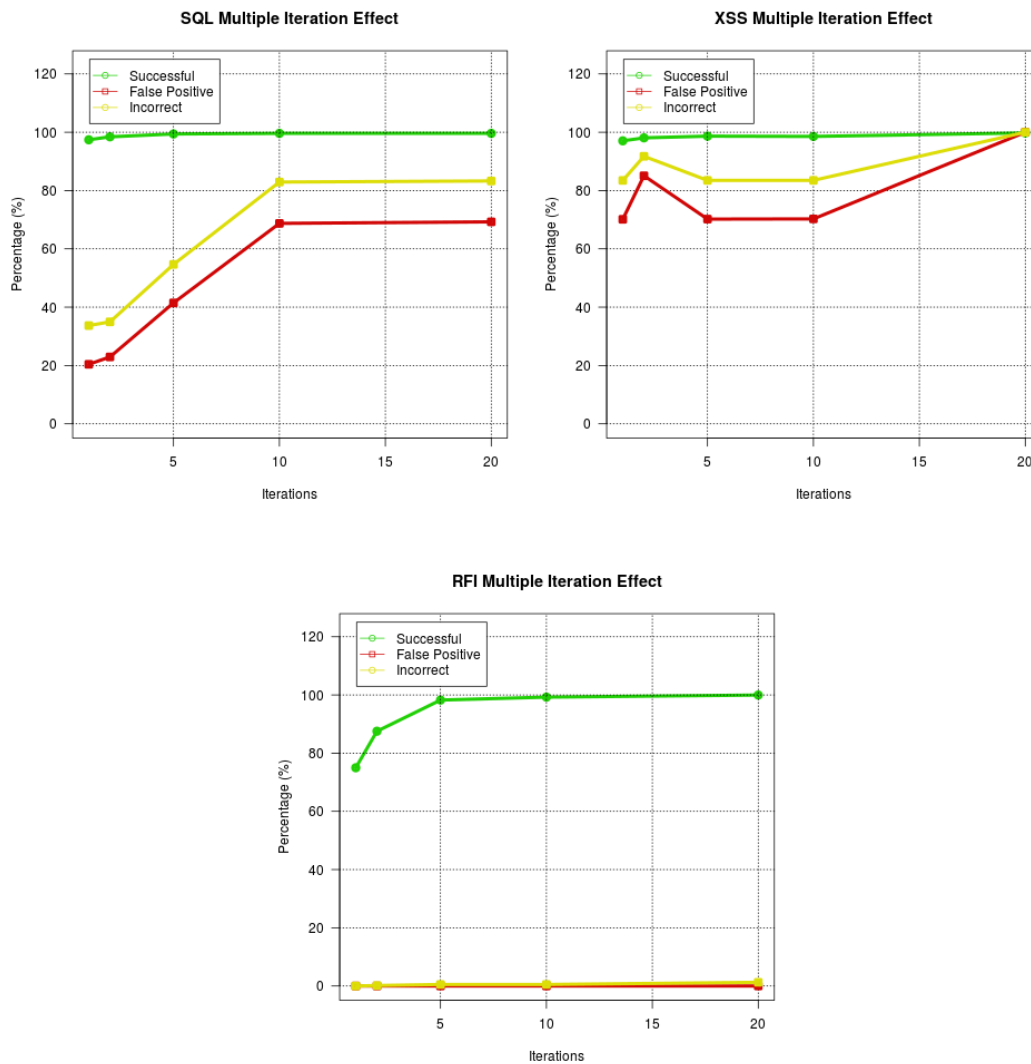 SQL Multiple Iteration Effect
Successful
False Positive
Incorrect
120
100
80
60
40
20
0
Percentage (%)
5 10 15 20
Iterations
XSS Multiple Iteration Effect
Successful
False Positive
Incorrect
120
100
80
60
40
20
0
Percentage (%)
5 10 15 20
Iterations
RFI Multiple Iteration Effect
Successful
False Positive
Incorrect
120
100
80
60
40
20
0
Percentage (%)
5 10 15 20
Iterations